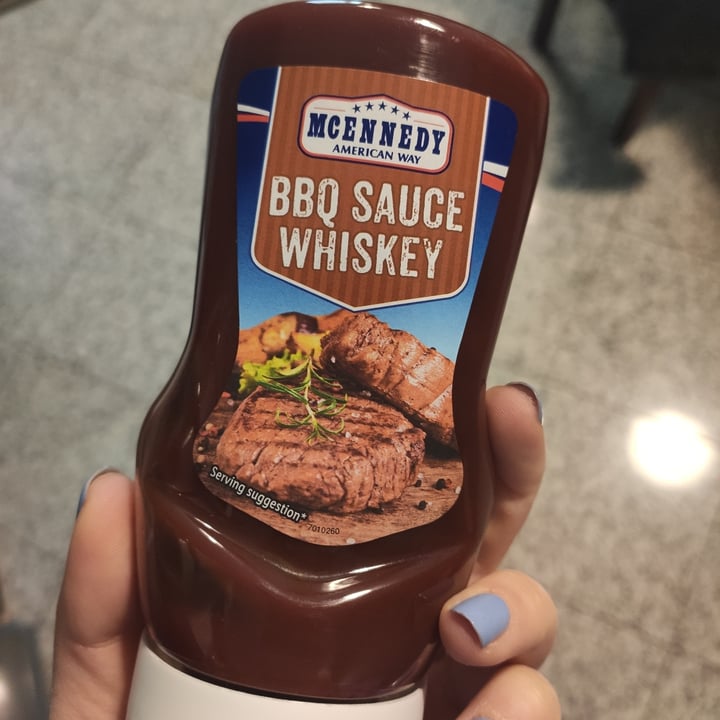 MCENNEDY
AMERICAN WAY
BBQ SAUCE
WHISKEY
Serving suggestion*
7010260